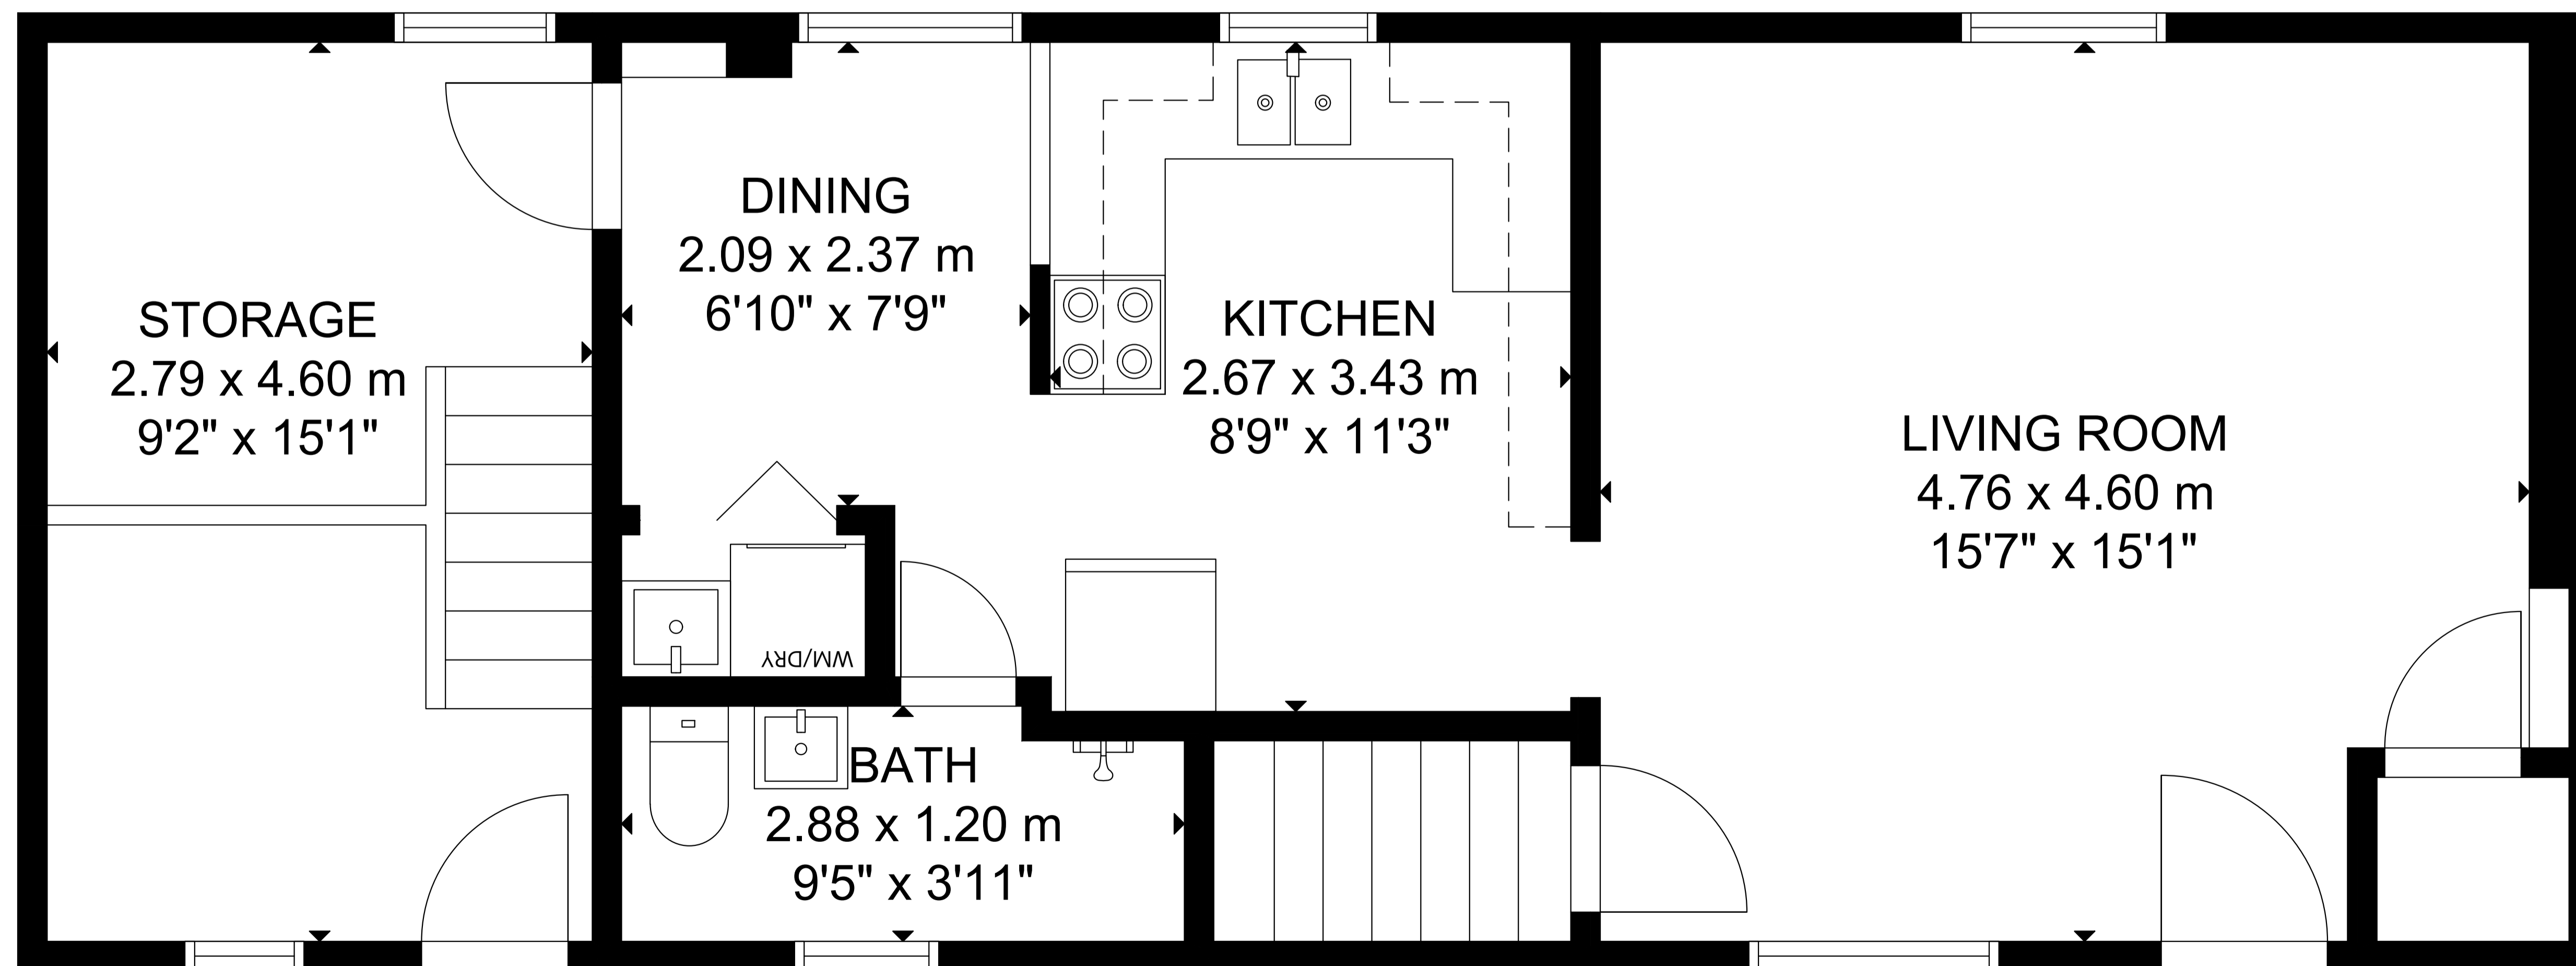 STORAGE
2.79 x 4.60 m
9'2" x 15'1"
DINING
2.09 x 2.37 m
6'10" x 7'9"
KITCHEN
2.67 x 3.43 m
8'9" x 11'3"
LIVING ROOM
4.76 x 4.60 m
15'7" x 15'1"
WM/DRY
BATH
2.88 x 1.20 m
9'5" x 3'11"